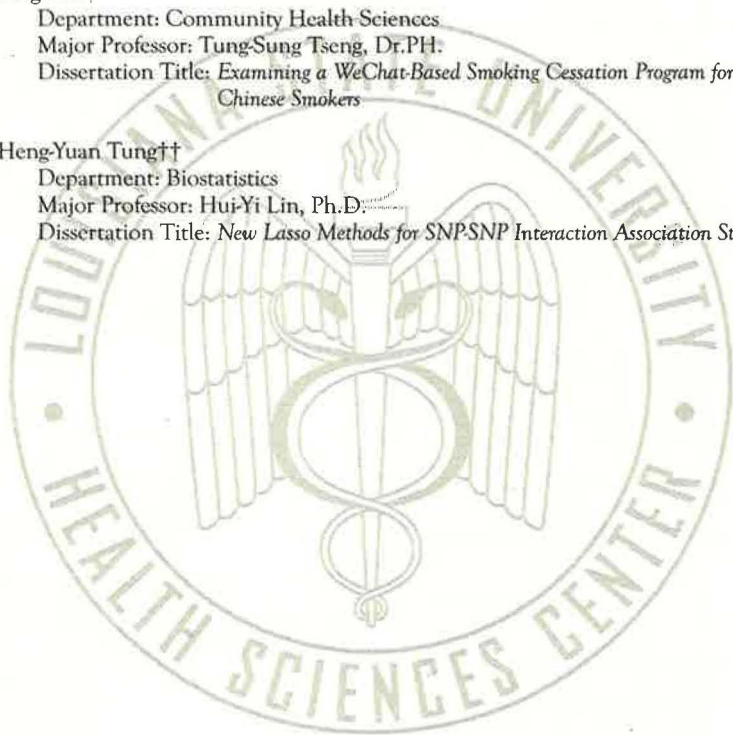 Department: Community Health Sciences
Major Professor: Tung-Sung Tseng, Dr.PH.
Dissertation Title: Examining a WeChat-Based Smoking Cessation Program for
Chinese Smokers
Heng-Yuan Tung††
Department: Biostatistics
Major Professor: Hui-Yi Lin, Ph.D.
Dissertation Title: New Lasso Methods for SNP-SNP Interaction Association St
LOUISIANA STATE UNIVERSITY
HEALTH SCIENCES CENTER